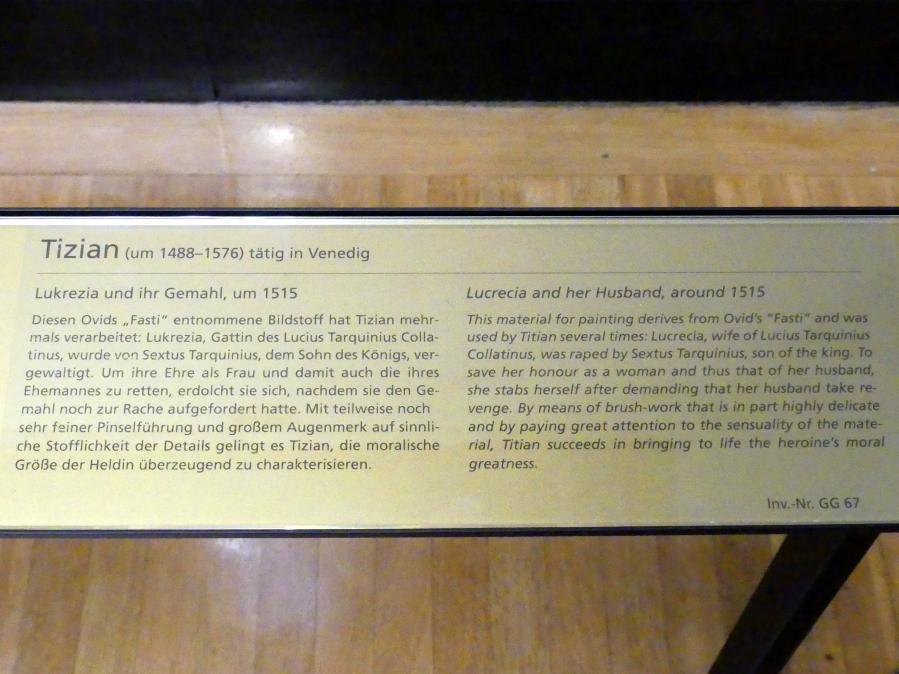 Tizian (um 1488–1576) tätig in Venedig
Lukrezia und ihr Gemahl, um 1515
Diesen Ovids „Fasti“ entnommene Bildstoff hat Tizian mehr-
mals verarbeitet: Lukrezia, Gattin des Lucius Tarquinius Colla-
tinus, wurde von Sextus Tarquinius, dem Sohn des Königs, ver-
gewaltigt. Um ihre Ehre als Frau und damit auch die ihres
Ehemannes zu retten, erdolcht sie sich, nachdem sie den Ge-
mahl noch zur Rache aufgefordert hatte. Mit teilweise noch
sehr feiner Pinselführung und großem Augenmerk auf sinnli-
che Stofflichkeit der Details gelingt es Tizian, die moralische
Größe der Heldin überzeugend zu charakterisieren.
Lucrecia and her Husband, around 1515
This material for painting derives from Ovid's "Fasti" and was
used by Titian several times: Lucrecia, wife of Lucius Tarquinius
Collatinus, was raped by Sextus Tarquinius, son of the king. To
save her honour as a woman and thus that of her husband,
she stabs herself after demanding that her husband take re-
venge. By means of brush-work that is in part highly delicate
and by paying great attention to the sensuality of the mate-
rial, Titian succeeds in bringing to life the heroine's moral
greatness.
Inv.-Nr. GG 67